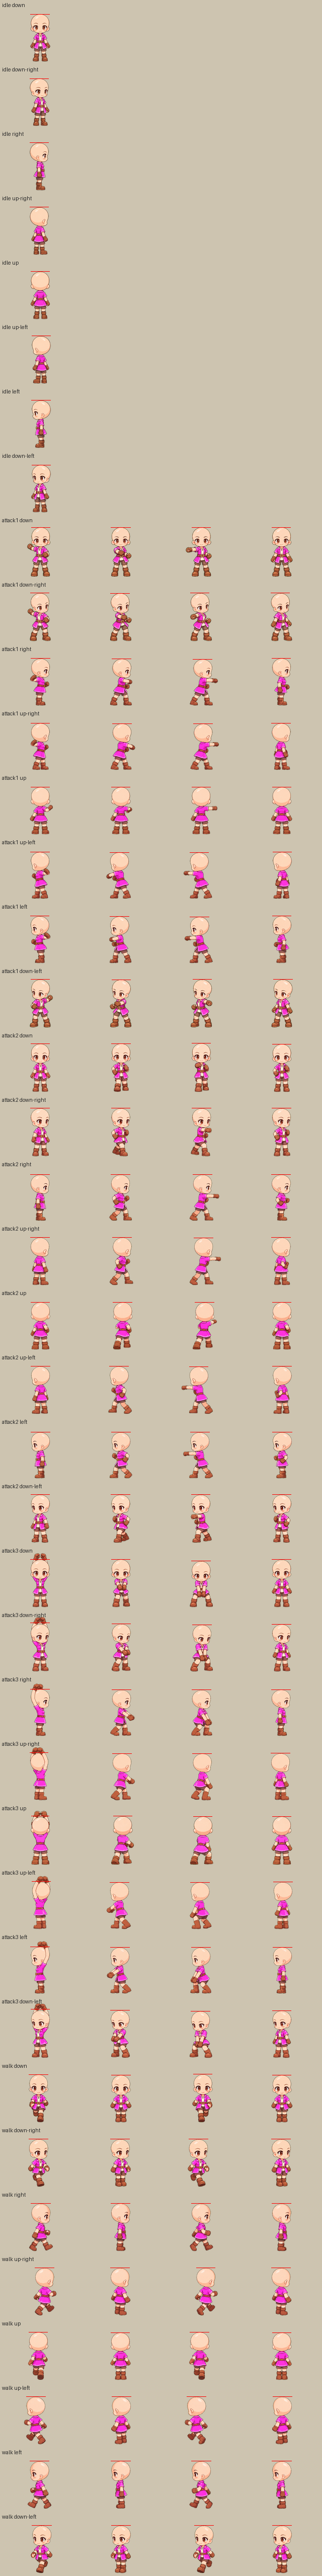 idle down
idle down-right
idle right
idle up-right
idle up
idle up-left
idle left
idle down-left
attack1 down
attack1 down-right
attack1 right
attack1 up-right
attack1 up
attack1 up-left
attack1 left
attack1 down-left
attack2 down
attack2 down-right
attack2 right
attack2 up-right
attack2 up
attack2 up-left
attack2 left
attack2 down-left
attack3 down
attack3 down-right
attack3 right
attack3 up-right
attack3 up
attack3 up-left
attack3 left
attack3 down-left
walk down
walk down-right
walk right
walk up-right
walk up
walk up-left
walk left
walk down-left